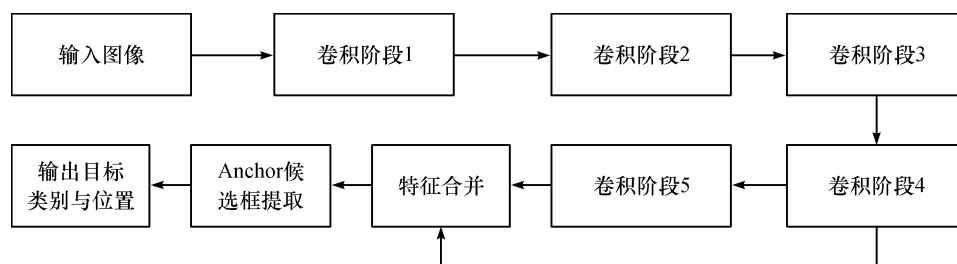 输入图像
卷积阶段1
卷积阶段2
卷积阶段3
卷积阶段4
卷积阶段5
特征合并
Anchor候
选框提取
输出目标
类别与位置